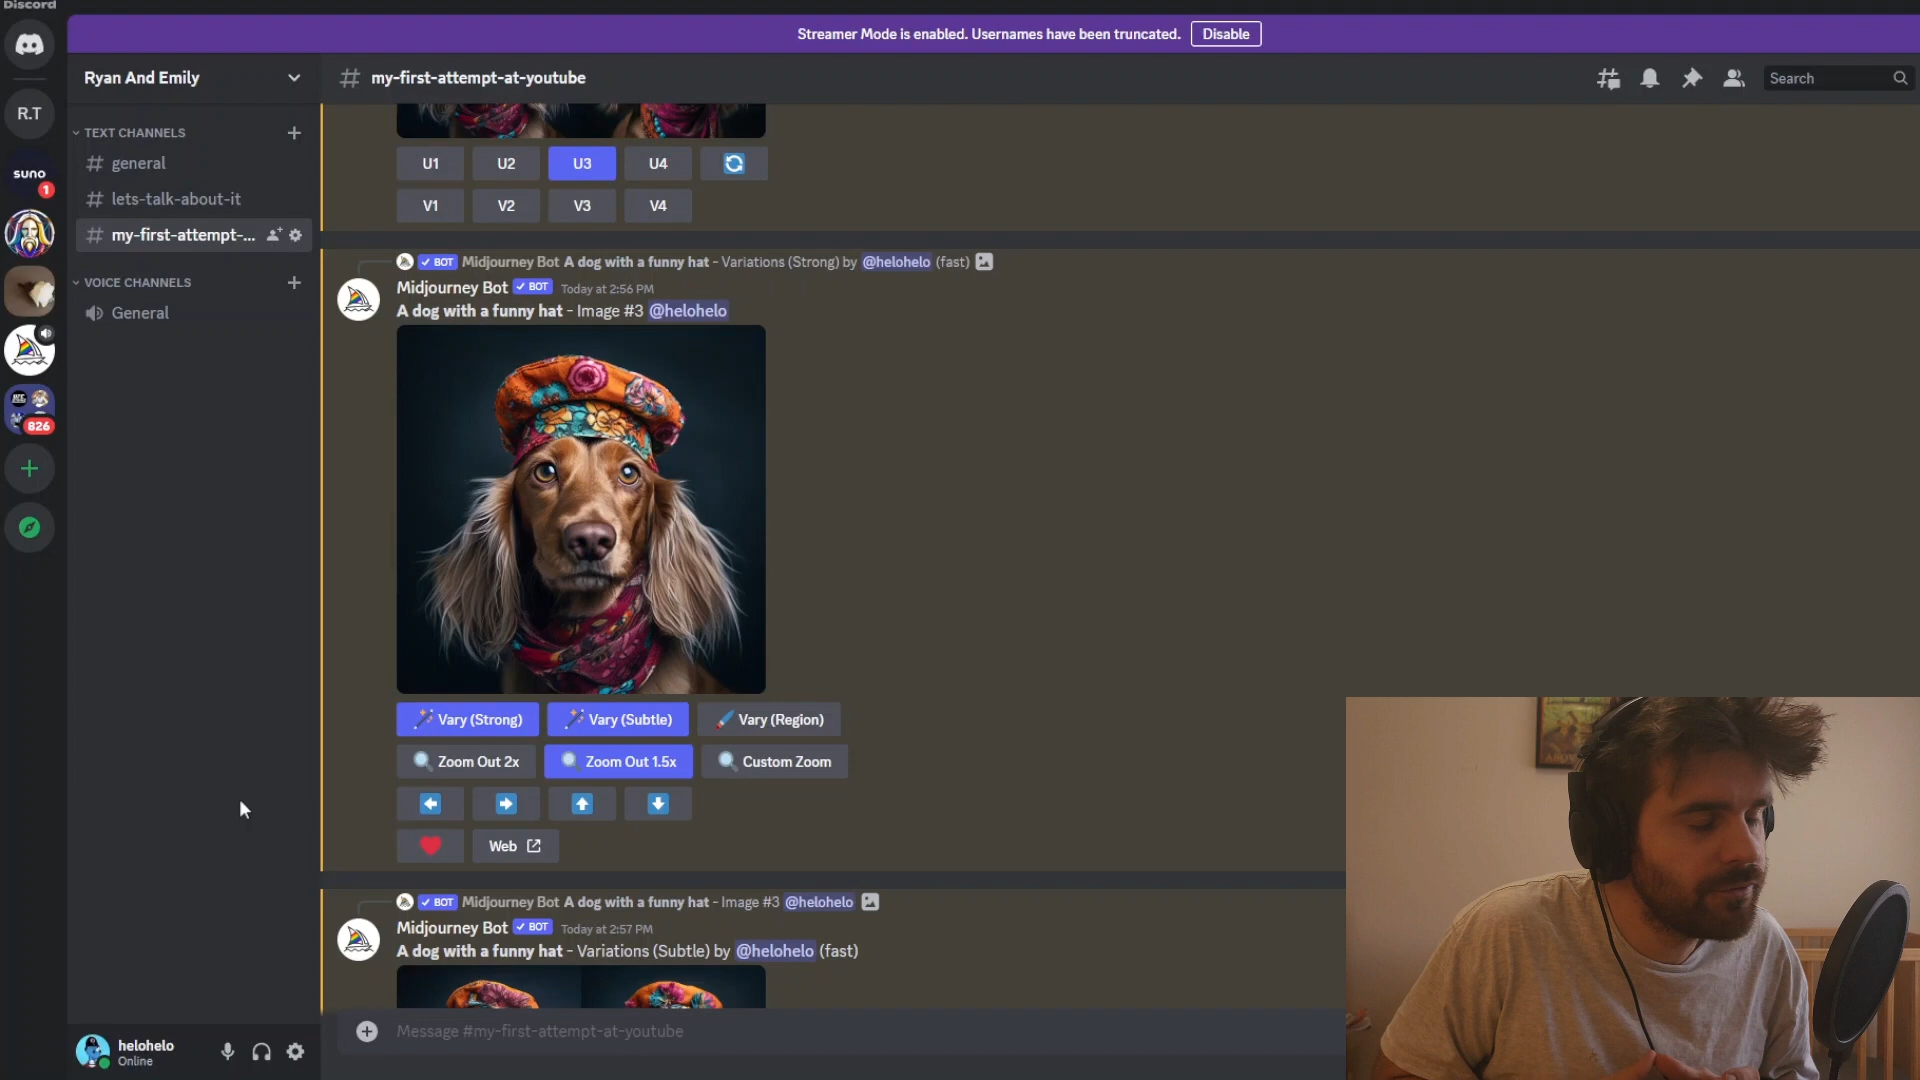 Discord
Streamer Mode is enabled. Usernames have been truncated. Disable
Ryan And Emily
my-first-attempt-at-youtube
Search
R.T
TEXT CHANNELS
general
suno
1
lets-talk-about-it
my-first-attempt-...
VOICE CHANNELS
General
826
U1 U2 U3 U4
V1 V2 V3 V4
BOT Midjourney Bot A dog with a funny hat - Variations (Strong) by @helohelo (fast)
Midjourney Bot BOT Today at 2:56 PM
A dog with a funny hat - Image #3 @helohelo
Vary (Strong) Vary (Subtle) Vary (Region)
Zoom Out 2x Zoom Out 1.5x Custom Zoom
Web
BOT Midjourney Bot A dog with a funny hat - Image #3 @helohelo
Midjourney Bot BOT Today at 2:57 PM
A dog with a funny hat - Variations (Subtle) by @helohelo (fast)
Message #my-first-attempt-at-youtube
helohelo
Online